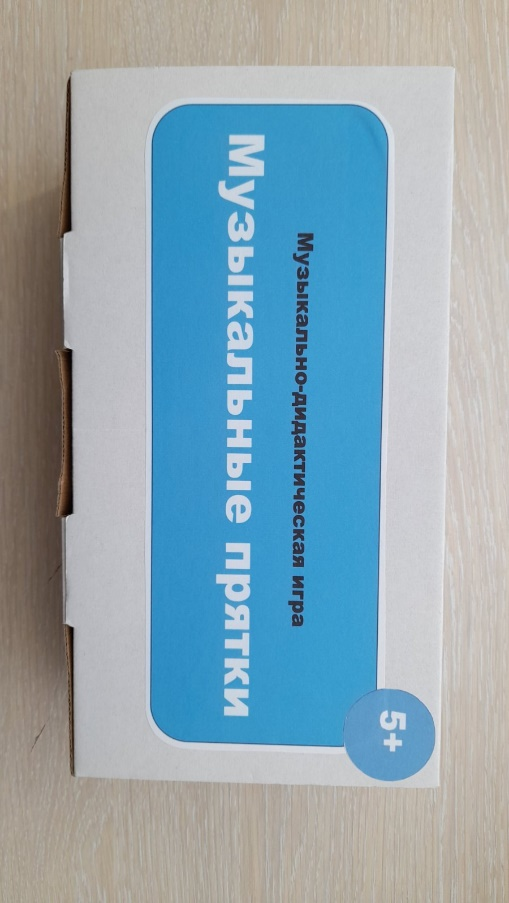 5+
Музыкально-дидактическая игра
Музыкальные прятки